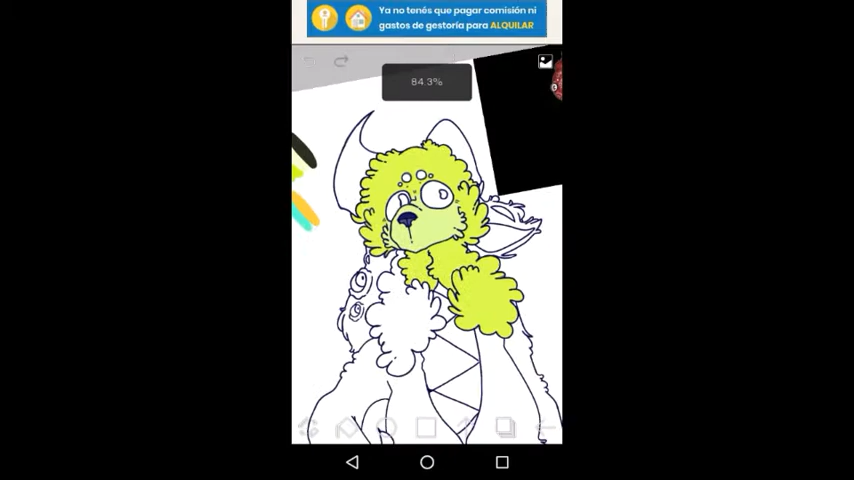 Ya no tenés que pagar comisión ni
gastos de gestoría para ALQUILAR
84.3%